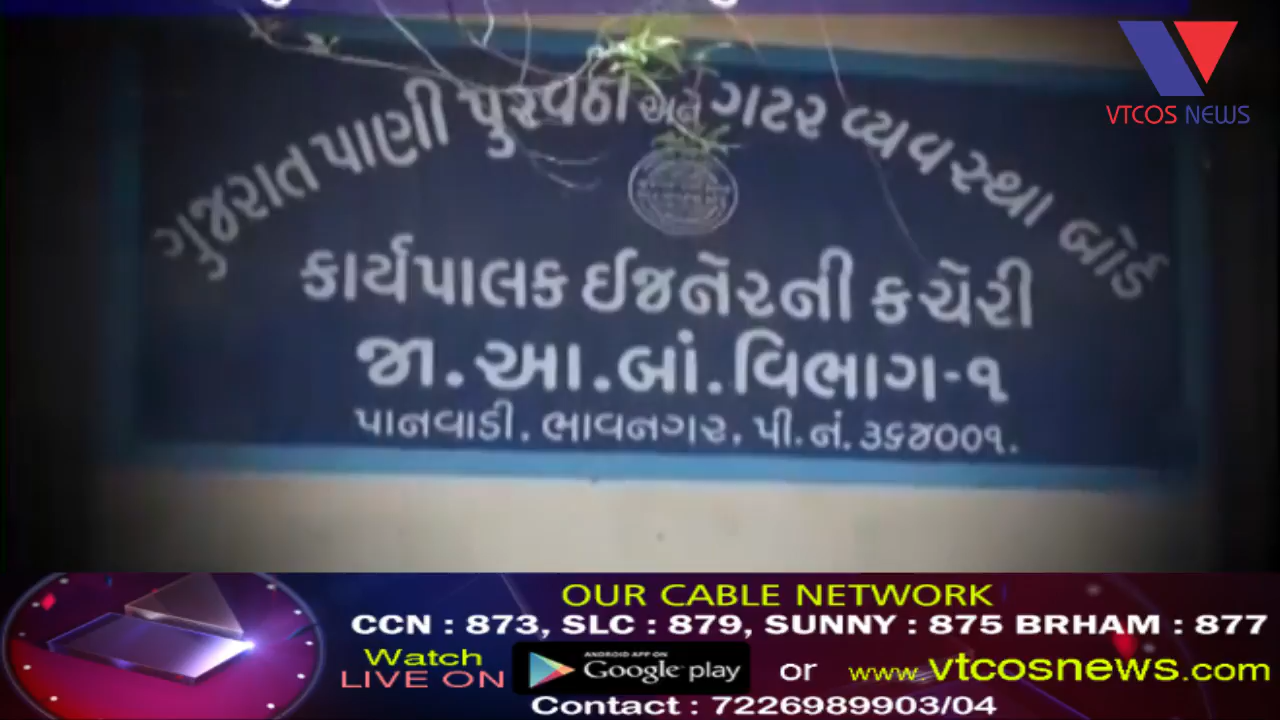 VTCOS NEWS
ગુજરાત પાણી પુરવઠા અને ગટર વ્યવસ્થા બોર્ડ
કાર્યપાલક ઈજનેરની કચેરી
જા.આ.બાં.વિભાગ-૧
પાનવાડી, ભાવનગર, પી.નં. ૩૬૪૦૦૧.
OUR CABLE NETWORK
CCN : 873, SLC : 879, SUNNY : 875 BRHAM : 877
Watch LIVE ON ANDROID APP ON Google play or www.vtcosnews.com
Contact : 7226989903/04